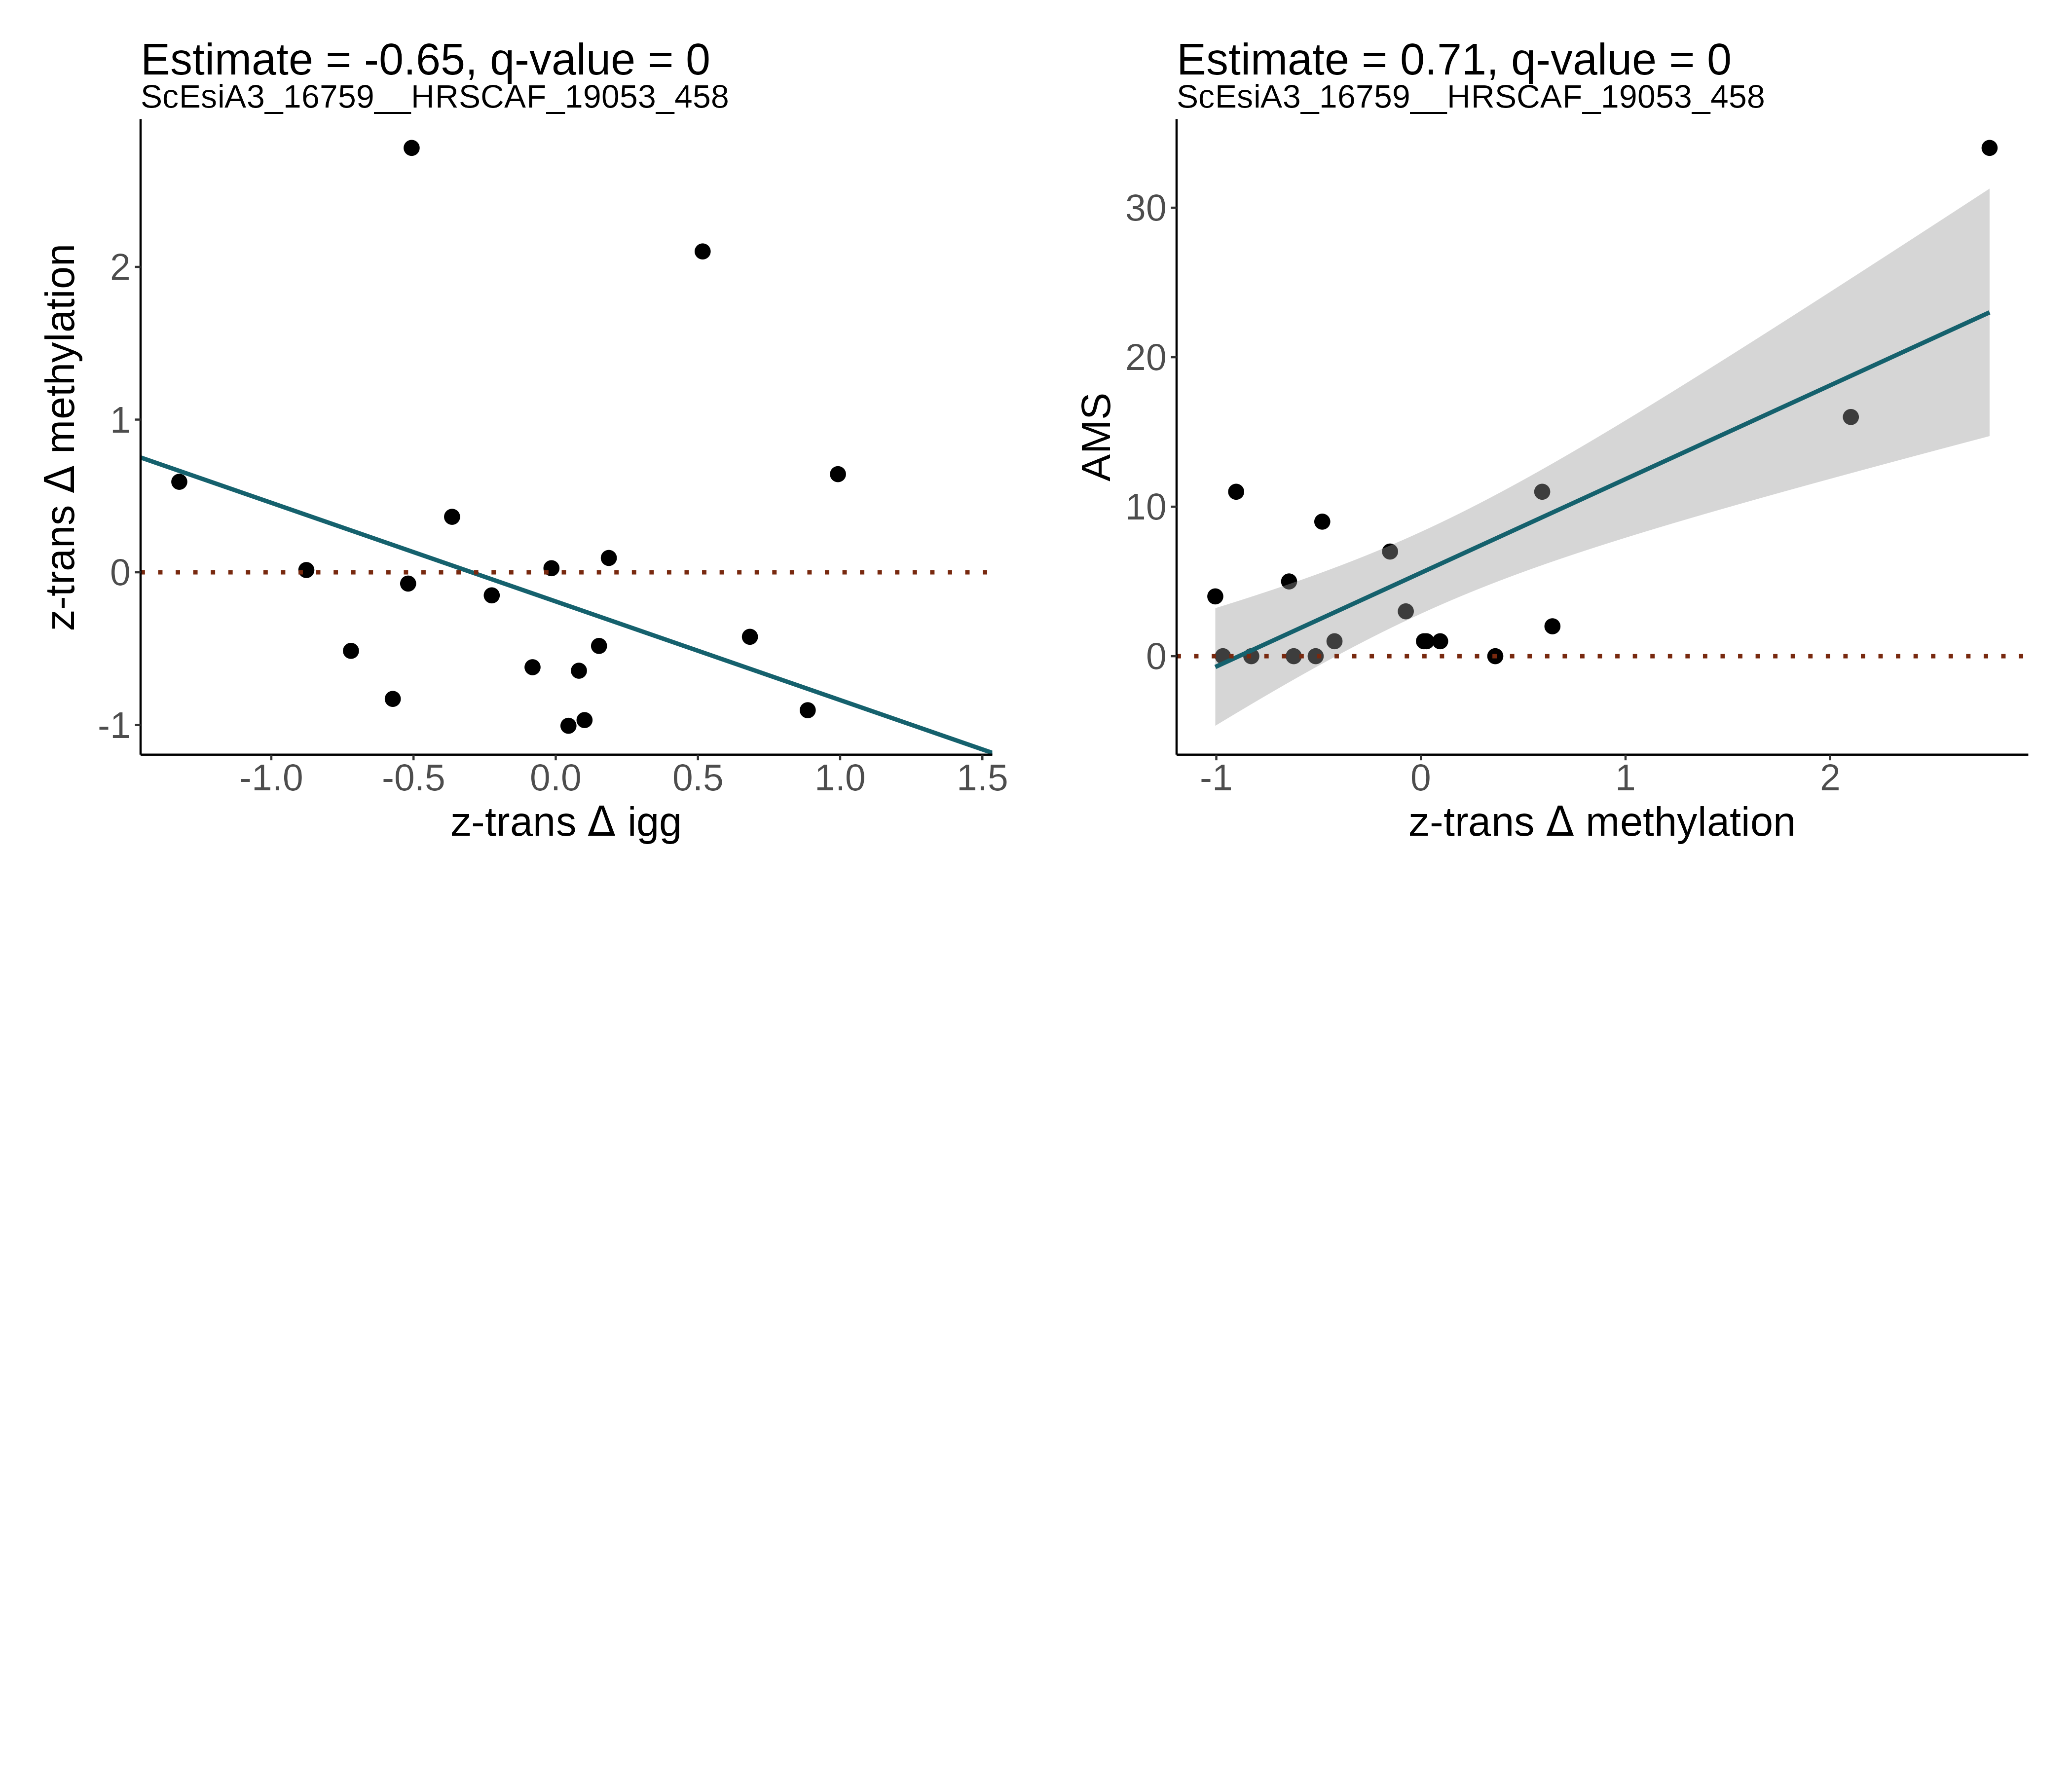 Estimate = -0.65, q-value = 0
ScEsiA3_16759__HRSCAF_19053_458
z-trans Δ methylation
2
1
0
-1
-1.0 -0.5 0.0 0.5 1.0 1.5
z-trans Δ igg
Estimate = 0.71, q-value = 0
ScEsiA3_16759__HRSCAF_19053_458
AMS
30
20
10
0
-1 0 1 2
z-trans Δ methylation